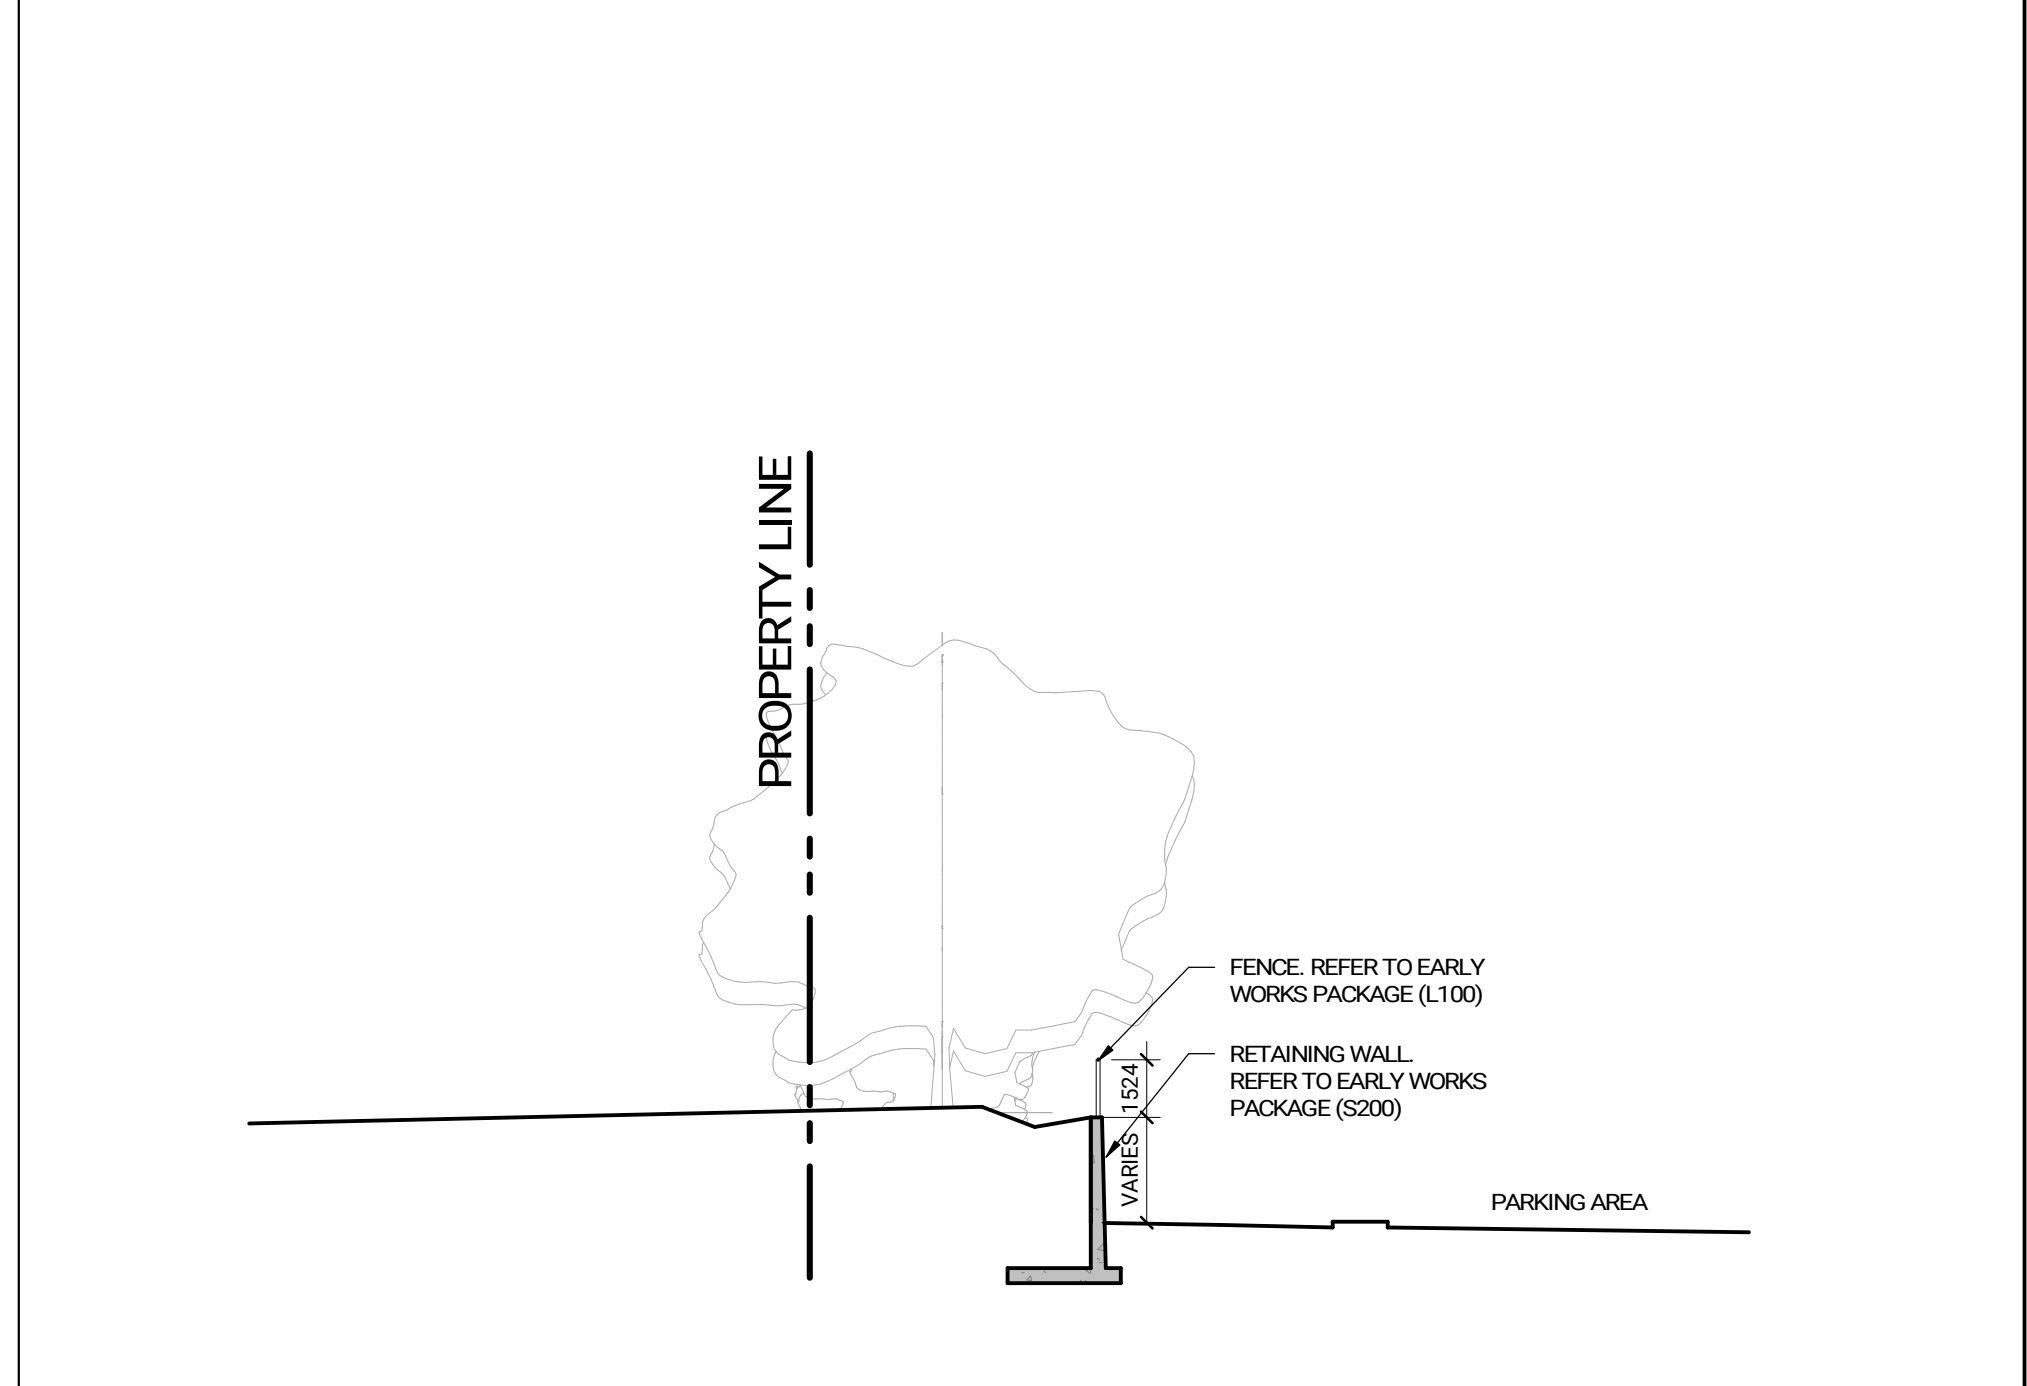 PROPERTY LINE
FENCE. REFER TO EARLY
WORKS PACKAGE (L100)
RETAINING WALL.
REFER TO EARLY WORKS
PACKAGE (S200)
1524
VARIES
PARKING AREA